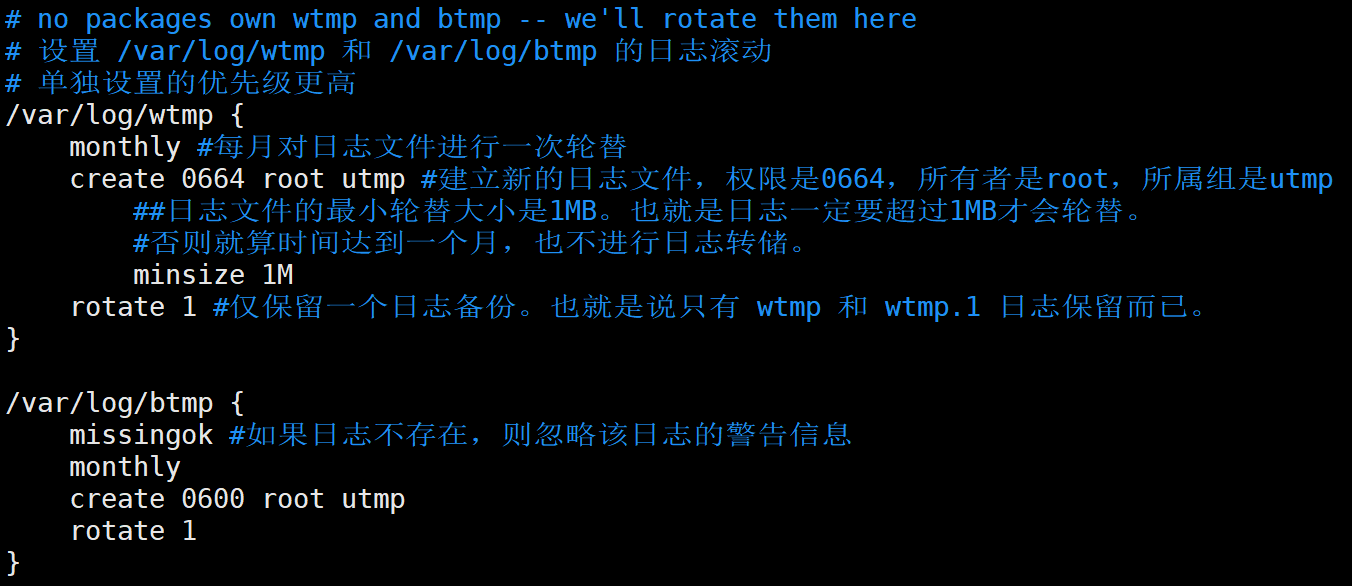 # no packages own wtmp and btmp -- we'll rotate them here
# 设置 /var/log/wtmp 和 /var/log/btmp 的日志滚动
# 单独设置的优先级更高
/var/log/wtmp {
    monthly #每月对日志文件进行一次轮替
    create 0664 root utmp #建立新的日志文件，权限是0664，所有者是root，所属组是utmp
        ##日志文件的最小轮替大小是1MB。也就是日志一定要超过1MB才会轮替。
        #否则就算时间达到一个月，也不进行日志转储。
        minsize 1M
    rotate 1 #仅保留一个日志备份。也就是说只有 wtmp 和 wtmp.1 日志保留而已。
}

/var/log/btmp {
    missingok #如果日志不存在，则忽略该日志的警告信息
    monthly
    create 0600 root utmp
    rotate 1
}